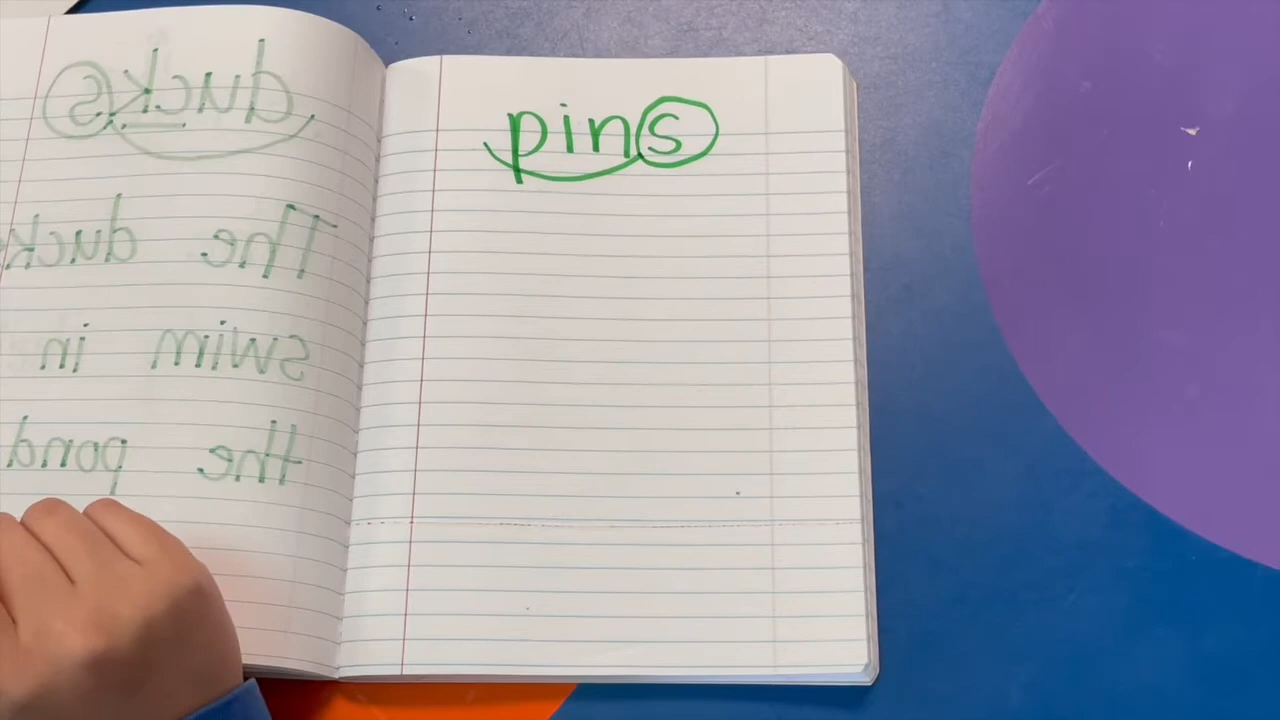 ducks
The duck
swim in
the pond
pins